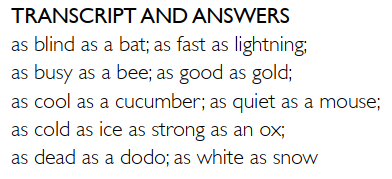 TRANSCRIPT AND ANSWERS
as blind as a bat; as fast as lightning;
as busy as a bee; as good as gold;
as cool as a cucumber; as quiet as a mouse;
as cold as ice as strong as an ox;
as dead as a dodo; as white as snow